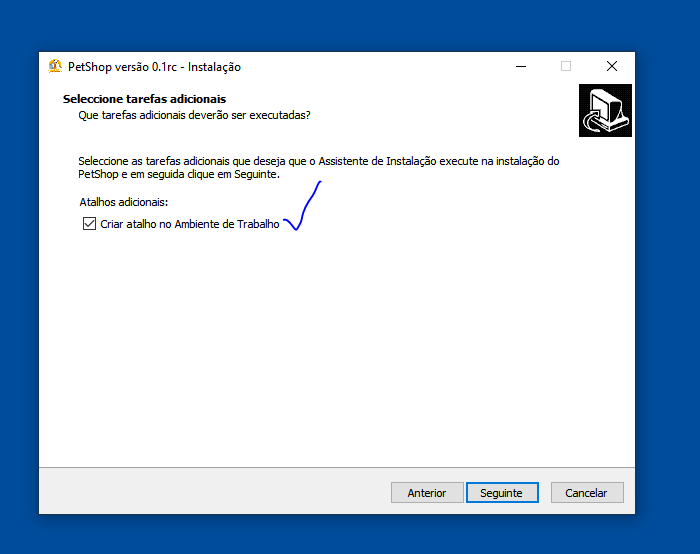 PetShop versão 0.1rc - Instalação
Seleccione tarefas adicionais
Que tarefas adicionais deverão ser executadas?
Seleccione as tarefas adicionais que deseja que o Assistente de Instalação execute na instalação do
PetShop e em seguida clique em Seguinte.
Atalhos adicionais:
Criar atalho no Ambiente de Trabalho
Anterior Seguinte Cancelar